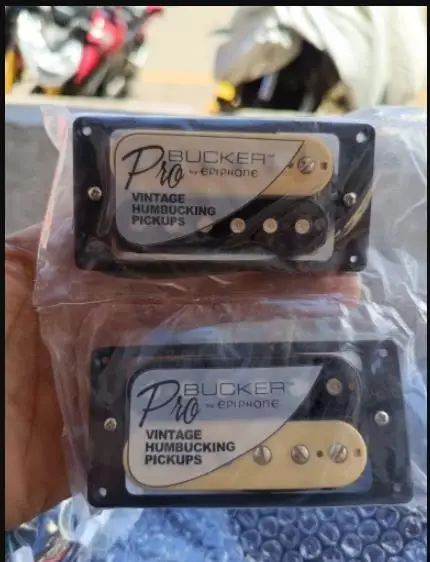 Pro BUCKER™
by EPIPHONE
VINTAGE
HUMBUCKING
PICKUPS
Pro BUCKER™
by EPIPHONE
VINTAGE
HUMBUCKING
PICKUPS